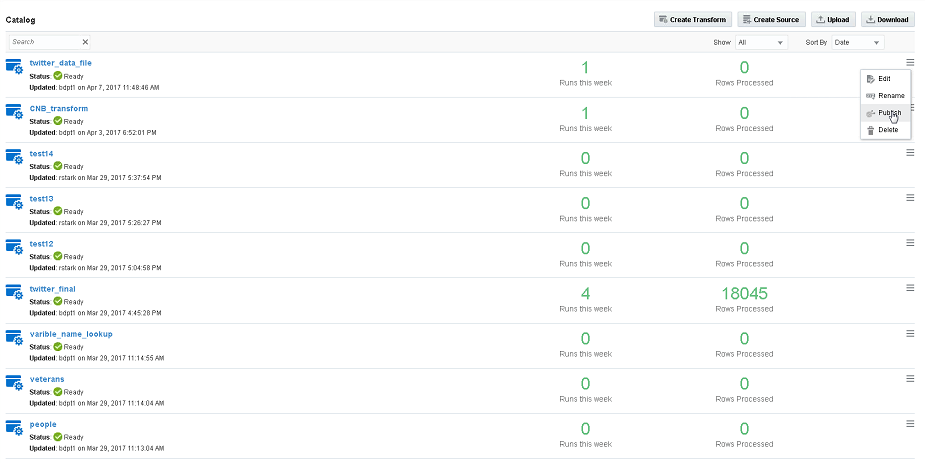 Catalog
Create Transform Create Source Upload Download
Search Show All Sort By Date
twitter_data_file
Status: Ready
Updated: bdpt1 on Apr 7, 2017 11:48:46 AM
1
Runs this week
0
Rows Processed
Edit
Rename
Publish
Delete
CNB_transform
Status: Ready
Updated: bdpt1 on Apr 3, 2017 6:52:01 PM
1
Runs this week
0
Rows Processed
test14
Status: Ready
Updated: rstark on Mar 29, 2017 5:37:54 PM
0
Runs this week
0
Rows Processed
test13
Status: Ready
Updated: rstark on Mar 29, 2017 5:26:27 PM
0
Runs this week
0
Rows Processed
test12
Status: Ready
Updated: rstark on Mar 29, 2017 5:04:58 PM
0
Runs this week
0
Rows Processed
twitter_final
Status: Ready
Updated: bdpt1 on Mar 29, 2017 4:45:28 PM
4
Runs this week
18045
Rows Processed
varible_name_lookup
Status: Ready
Updated: bdpt1 on Mar 29, 2017 11:14:55 AM
0
Runs this week
0
Rows Processed
veterans
Status: Ready
Updated: bdpt1 on Mar 29, 2017 11:14:04 AM
0
Runs this week
0
Rows Processed
people
Status: Ready
Updated: bdpt1 on Mar 29, 2017 11:13:04 AM
0
Runs this week
0
Rows Processed